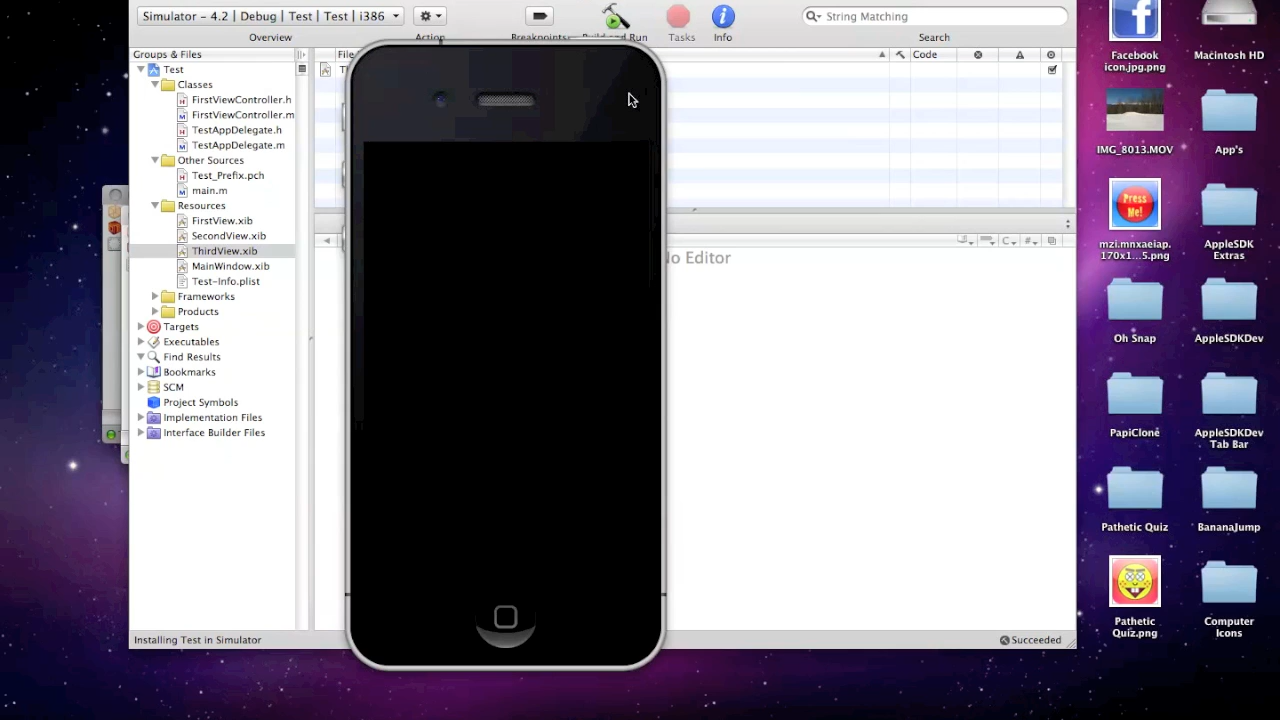 Simulator – 4.2 | Debug | Test | Test | i386
String Matching
Overview
Action
Breakpoints
Build and Run
Tasks
Info
Search
Groups & Files
Code
Test
Classes
FirstViewController.h
FirstViewController.m
TestAppDelegate.h
TestAppDelegate.m
Other Sources
Test_Prefix.pch
main.m
Resources
FirstView.xib
SecondView.xib
ThirdView.xib
MainWindow.xib
Test-Info.plist
Frameworks
Products
Targets
Executables
Find Results
Bookmarks
SCM
Project Symbols
Implementation Files
Interface Builder Files
No Editor
C
#
Installing Test in Simulator
Succeeded
Facebook
icon.jpg.png
Macintosh HD
IMG_8013.MOV
App's
Press
Me!
mzi.mnxaeiap.
170x1...5.png
AppleSDK
Extras
Oh Snap
AppleSDKDev
PapiClone
AppleSDKDev
Tab Bar
Pathetic Quiz
BananaJump
Pathetic
Quiz.png
Computer
Icons